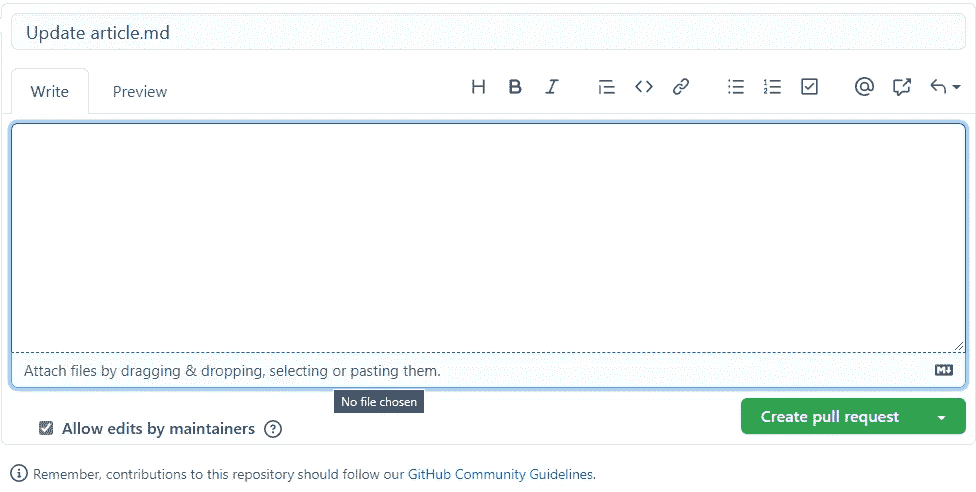 Update article.md
Write Preview
Attach files by dragging & dropping, selecting or pasting them.
No file chosen
Allow edits by maintainers
Create pull request
Remember, contributions to this repository should follow our GitHub Community Guidelines.